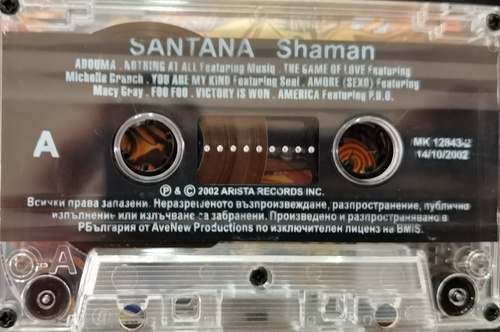 SANTANA Shaman
ADOUMA . NOTHING AT ALL Featuring Musiq . THE GAME OF LOVE Featuring
Michelle Branch . YOU ARE MY KIND Featuring Seal . AMORE (SEXO) Featuring
Macy Gray . FOO FOO . VICTORY IS WON . AMERICA Featuring P.O.D.
A
MK 12843-2
14/10/2002
Ⓟ & © 2002 ARISTA RECORDS INC.
Всички права запазени. Неразрешеното възпроизвеждане, разпространение, публично
изпълнение или излъчване са забранени. Произведено и разпространявано в
РБългария от AveNew Productions по изключителен лиценз на BMIS.
A